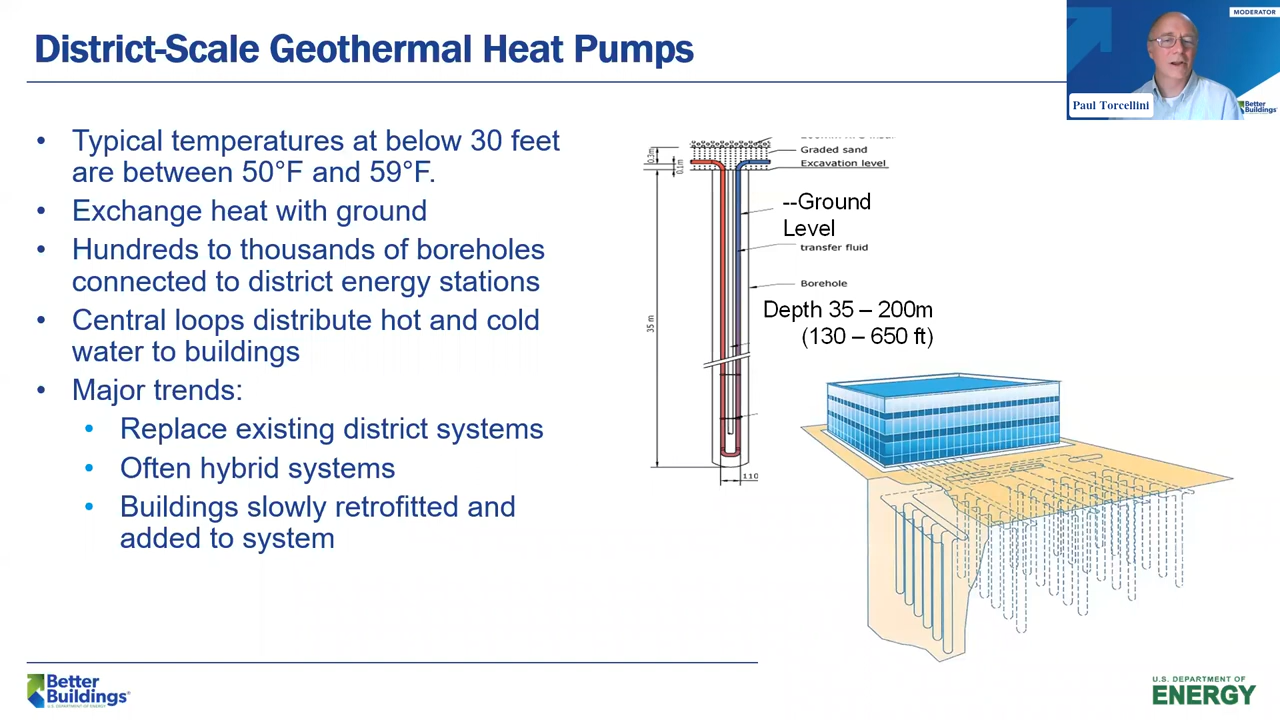 District-Scale Geothermal Heat Pumps
MODERATOR
Paul Torcellini
Better
Buildings
• Typical temperatures at below 30 feet
are between 50°F and 59°F.
• Exchange heat with ground
• Hundreds to thousands of boreholes
connected to district energy stations
• Central loops distribute hot and cold
water to buildings
• Major trends:
• Replace existing district systems
• Often hybrid systems
• Buildings slowly retrofitted and
added to system
Graded sand
Excavation level
0.3m
0.1m
--Ground
Level
transfer fluid
Borehole
Depth 35 – 200m
(130 – 650 ft)
35 m
110
Better
Buildings®
U.S. DEPARTMENT OF ENERGY
U.S. DEPARTMENT OF
ENERGY